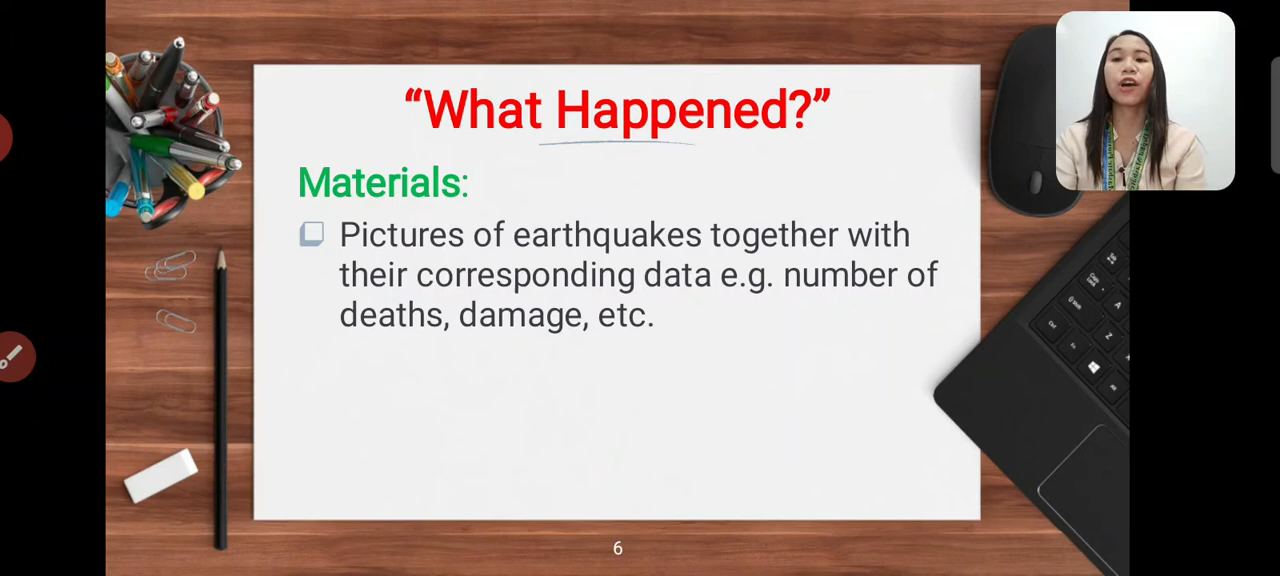 “What Happened?”
Materials:
Pictures of earthquakes together with
their corresponding data e.g. number of
deaths, damage, etc.
6